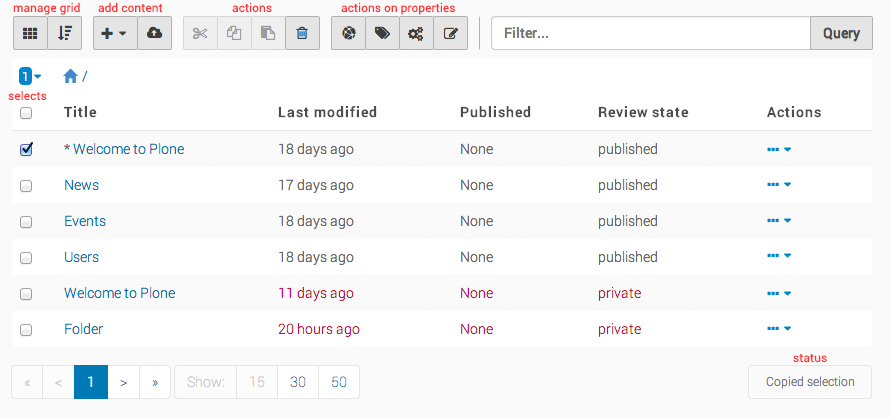 manage grid add content actions actions on properties
Filter... Query
1 /
selects
Title Last modified Published Review state Actions
* Welcome to Plone 18 days ago None published
News 17 days ago None published
Events 18 days ago None published
Users 18 days ago None published
Welcome to Plone 11 days ago None private
Folder 20 hours ago None private
status
« < 1 > » Show: 15 30 50 Copied selection